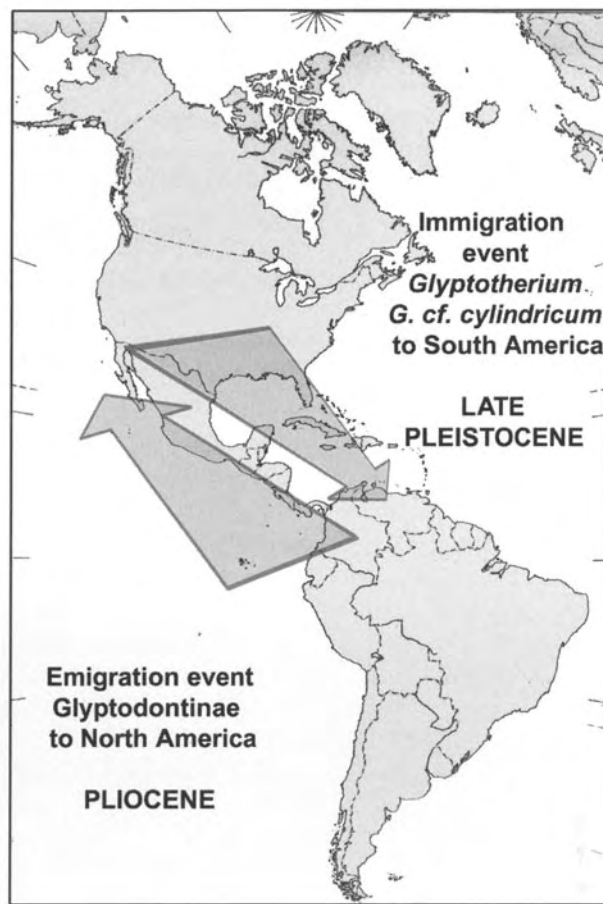 Immigration
event
Glyptotherium
G. cf. cylindricum
to South America
LATE
PLEISTOCENE
Emigration event
Glyptodontinae
to North America
PLIOCENE